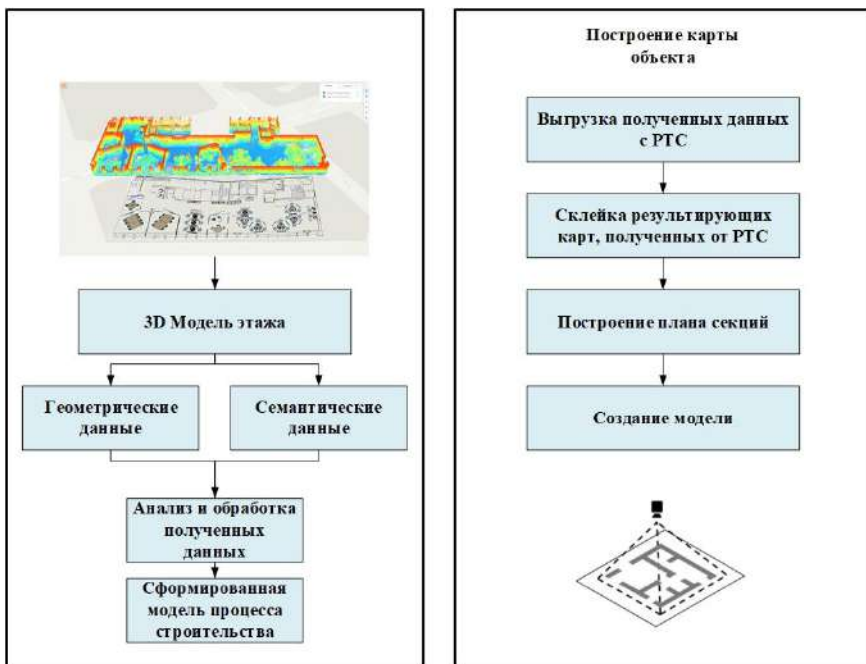 3D Модель этажа
Геометрические
данные
Семантические
данные
Анализ и обработка
полученных
данных
Сформированная
модель процесса
строительства
Построение карты
объекта
Выгрузка полученных данных
с РТС
Склейка результирующих
карт, полученных от РТС
Построение плана секций
Создание модели